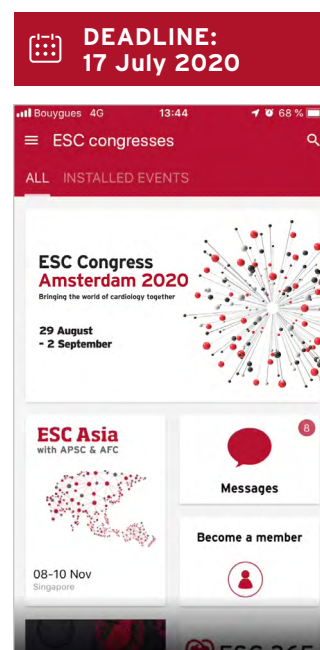 DEADLINE:
17 July 2020
Bouygues 4G 13:44 68 %
ESC congresses
ALL INSTALLED EVENTS
ESC Congress
Amsterdam 2020
Bringing the world of cardiology together
29 August
- 2 September
ESC Asia
with APSC & AFC
08-10 Nov
Singapore
8
Messages
Become a member
ESC 365